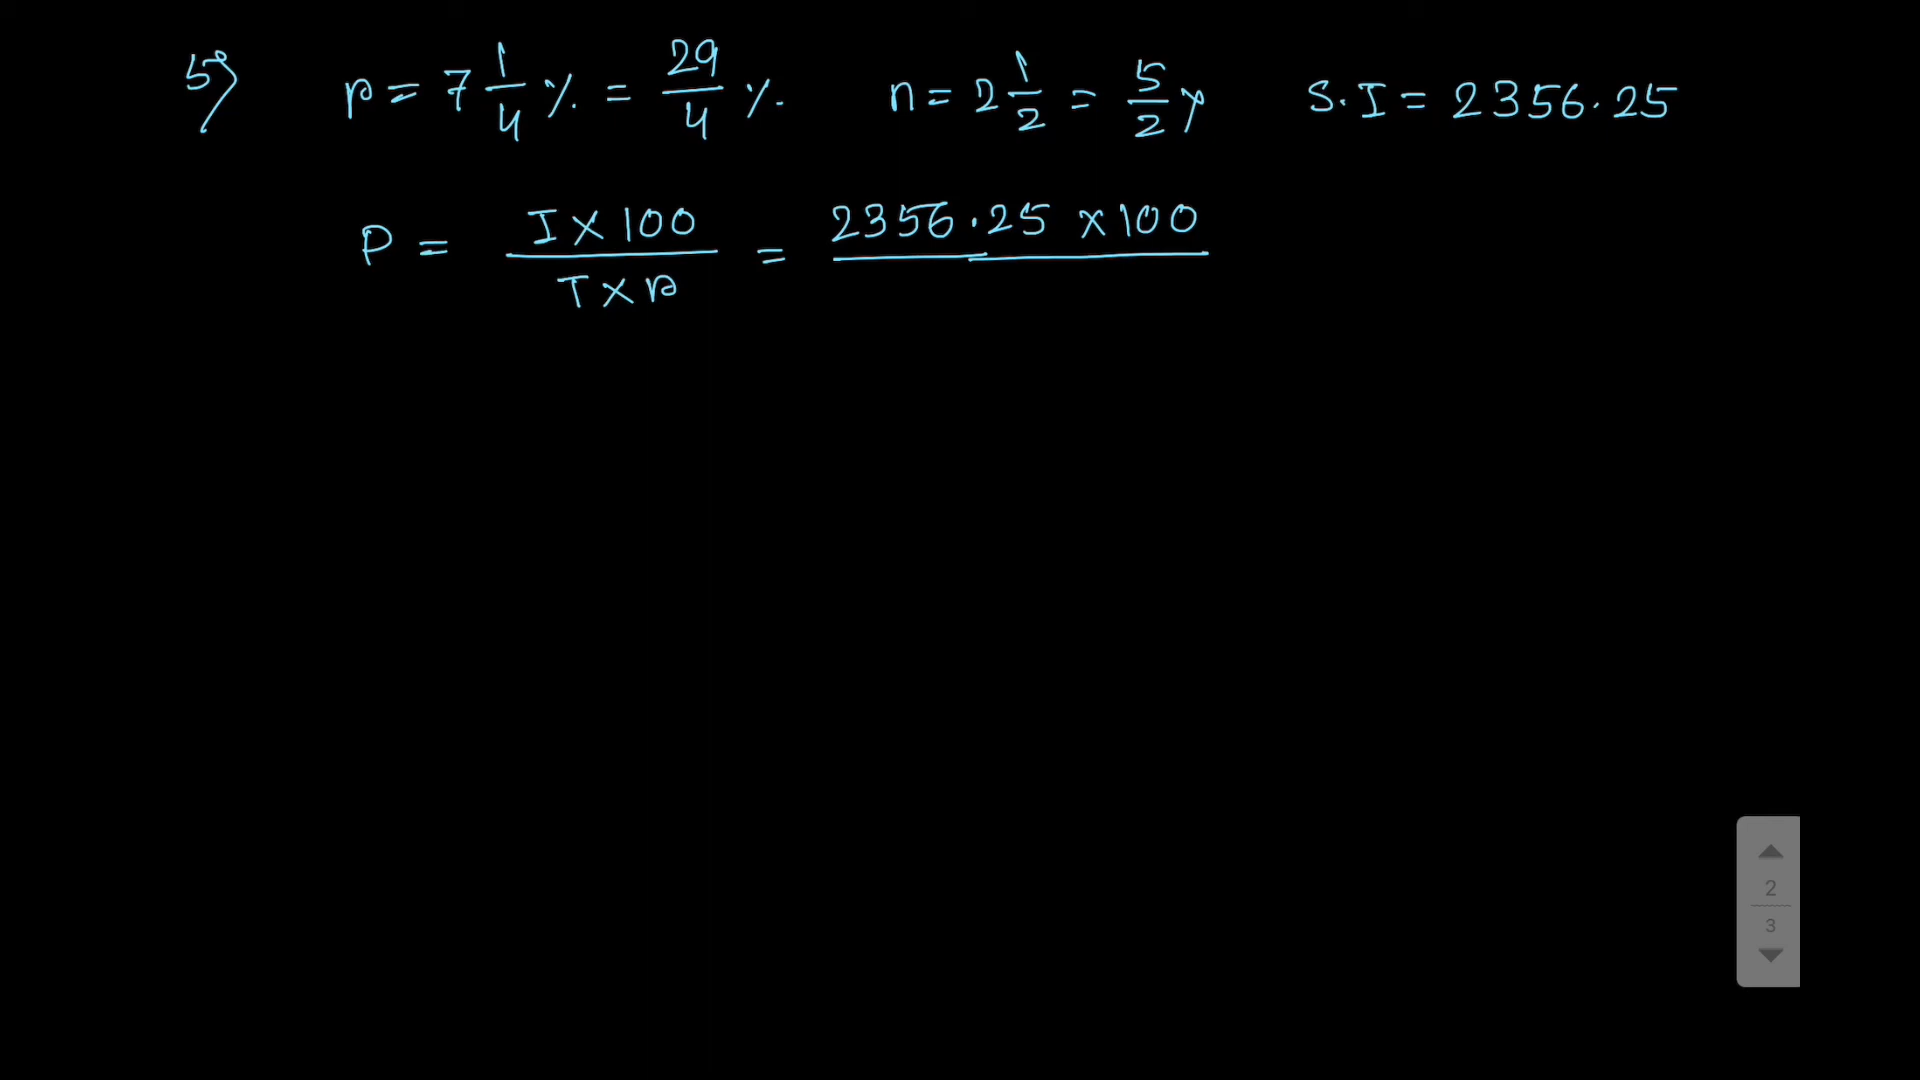 5) r = 7 1/4 % = 29/4 % n = 2 1/2 = 5/2 y S.I = 2356.25
P = I × 100 / T × r = 2356.25 × 100
2
3